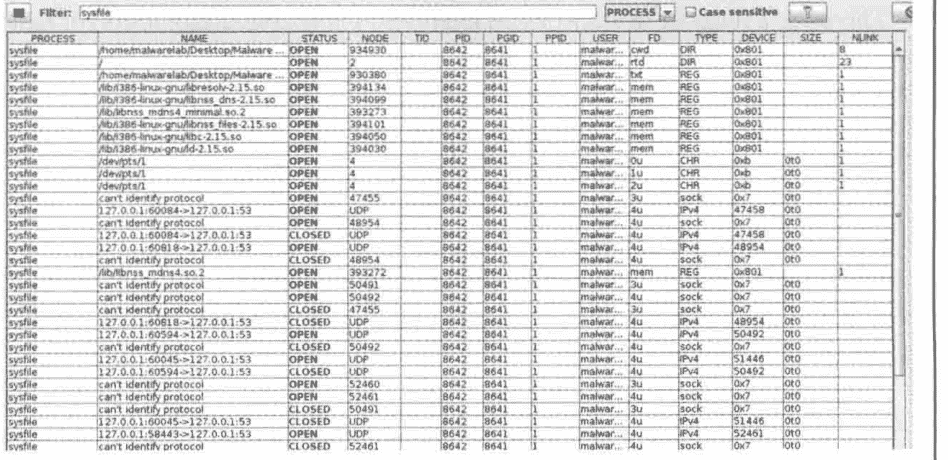 Filter: sysfile PROCESS Case sensitive
PROCESS NAME STATUS NODE TID PID PGID PPID USER FD TYPE DEVICE SIZE NLINK
sysfile /home/malwarelab/Desktop/Malware ... OPEN 934930 8642 8641 1 malwar... cwd DIR 0x801 8
sysfile / OPEN 2 8642 8641 1 malwar... rtd DIR 0x801 23
sysfile /home/malwarelab/Desktop/Malware ... OPEN 930380 8642 8641 1 malwar... txt REG 0x801 1
sysfile /lib/i386-linux-gnu/libresolv-2.15.so OPEN 394134 8642 8641 1 malwar... mem REG 0x801 1
sysfile /lib/i386-linux-gnu/libnss_dns-2.15.so OPEN 394099 8642 8641 1 malwar... mem REG 0x801 1
sysfile /lib/libnss_mdns4_minimal.so.2 OPEN 393273 8642 8641 1 malwar... mem REG 0x801 1
sysfile /lib/i386-linux-gnu/libnss_files-2.15.so OPEN 394101 8642 8641 1 malwar... mem REG 0x801 1
sysfile /lib/i386-linux-gnu/libc-2.15.so OPEN 394050 8642 8641 1 malwar... mem REG 0x801 1
sysfile /lib/i386-linux-gnu/ld-2.15.so OPEN 394030 8642 8641 1 malwar... mem REG 0x801 1
sysfile /dev/pts/1 OPEN 4 8642 8641 1 malwar... 0u CHR 0xb 0t0 1
sysfile /dev/pts/1 OPEN 4 8642 8641 1 malwar... 1u CHR 0xb 0t0 1
sysfile /dev/pts/1 OPEN 4 8642 8641 1 malwar... 2u CHR 0xb 0t0 1
sysfile can't identify protocol OPEN 47455 8642 8641 1 malwar... 3u sock 0x7 0t0
sysfile 127.0.0.1:60084->127.0.0.1:53 OPEN UDP 8642 8641 1 malwar... 4u IPv4 47458 0t0
sysfile can't identify protocol OPEN 48954 8642 8641 1 malwar... 4u sock 0x7 0t0
sysfile 127.0.0.1:60084->127.0.0.1:53 CLOSED UDP 8642 8641 1 malwar... 4u IPv4 47458 0t0
sysfile 127.0.0.1:60818->127.0.0.1:53 OPEN UDP 8642 8641 1 malwar... 4u IPv4 48954 0t0
sysfile can't identify protocol CLOSED 48954 8642 8641 1 malwar... 4u sock 0x7 0t0
sysfile /lib/libnss_mdns4.so.2 OPEN 393272 8642 8641 1 malwar... mem REG 0x801 1
sysfile can't identify protocol OPEN 50491 8642 8641 1 malwar... 3u sock 0x7 0t0
sysfile can't identify protocol OPEN 50492 8642 8641 1 malwar... 4u sock 0x7 0t0
sysfile can't identify protocol CLOSED 47455 8642 8641 1 malwar... 3u sock 0x7 0t0
sysfile 127.0.0.1:60818->127.0.0.1:53 CLOSED UDP 8642 8641 1 malwar... 4u IPv4 48954 0t0
sysfile 127.0.0.1:60594->127.0.0.1:53 OPEN UDP 8642 8641 1 malwar... 4u IPv4 50492 0t0
sysfile can't identify protocol CLOSED 50492 8642 8641 1 malwar... 4u sock 0x7 0t0
sysfile 127.0.0.1:60045->127.0.0.1:53 OPEN UDP 8642 8641 1 malwar... 4u IPv4 51446 0t0
sysfile 127.0.0.1:60594->127.0.0.1:53 CLOSED UDP 8642 8641 1 malwar... 4u IPv4 50492 0t0
sysfile can't identify protocol OPEN 52460 8642 8641 1 malwar... 3u sock 0x7 0t0
sysfile can't identify protocol OPEN 52461 8642 8641 1 malwar... 4u sock 0x7 0t0
sysfile can't identify protocol CLOSED 50491 8642 8641 1 malwar... 3u sock 0x7 0t0
sysfile 127.0.0.1:60045->127.0.0.1:53 CLOSED UDP 8642 8641 1 malwar... 4u IPv4 51446 0t0
sysfile 127.0.0.1:58443->127.0.0.1:53 OPEN UDP 8642 8641 1 malwar... 4u IPv4 52461 0t0
sysfile can't identify protocol CLOSED 52461 8642 8641 1 malwar... 4u sock 0x7 0t0